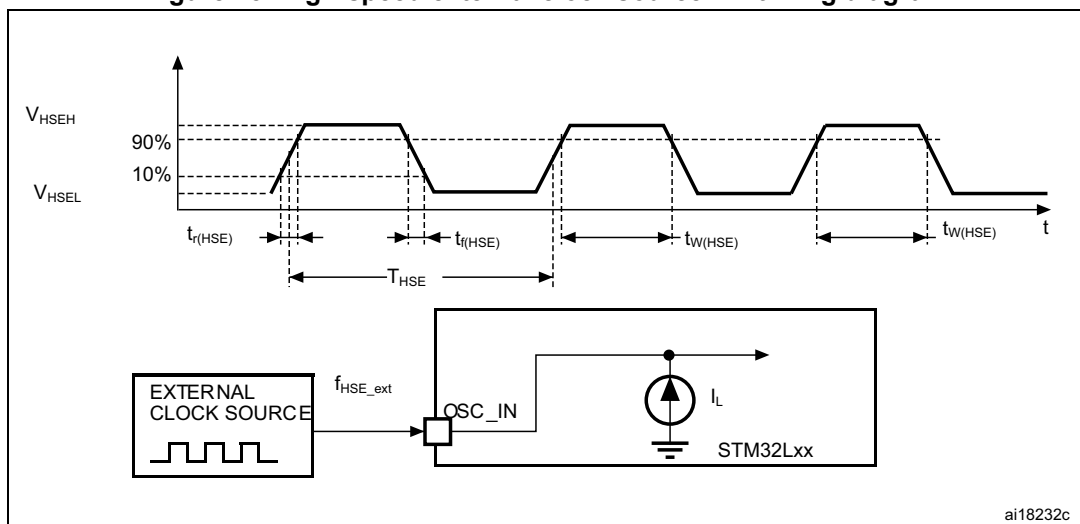 V_HSEH
90%
10%
V_HSEL
t_r(HSE)
t_f(HSE)
t_W(HSE)
t_W(HSE)
t
T_HSE
EXTERNAL
CLOCK SOURCE
f_HSE_ext
OSC_IN
I_L
STM32Lxx
ai18232c